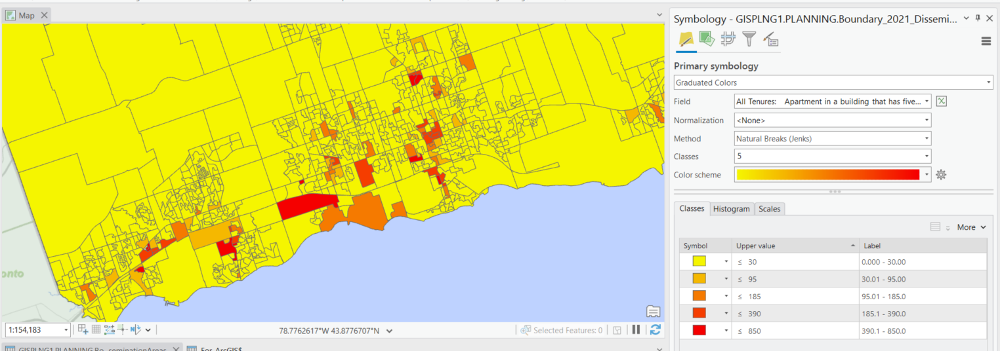 Map
onto
1:154,183
78.7762617°W 43.8776707°N
Selected Features: 0
GISPLNG1.PLANNING.Bo...seminationAreas
For_ArcGIS$
Symbology - GISPLNG1.PLANNING.Boundary_2021_Dissemi...
Primary symbology
Graduated Colors
Field All Tenures: Apartment in a building that has five...
Normalization <None>
Method Natural Breaks (Jenks)
Classes 5
Color scheme
Classes Histogram Scales
More
Symbol Upper value Label
≤ 30 0.000 - 30.00
≤ 95 30.01 - 95.00
≤ 185 95.01 - 185.0
≤ 390 185.1 - 390.0
≤ 850 390.1 - 850.0